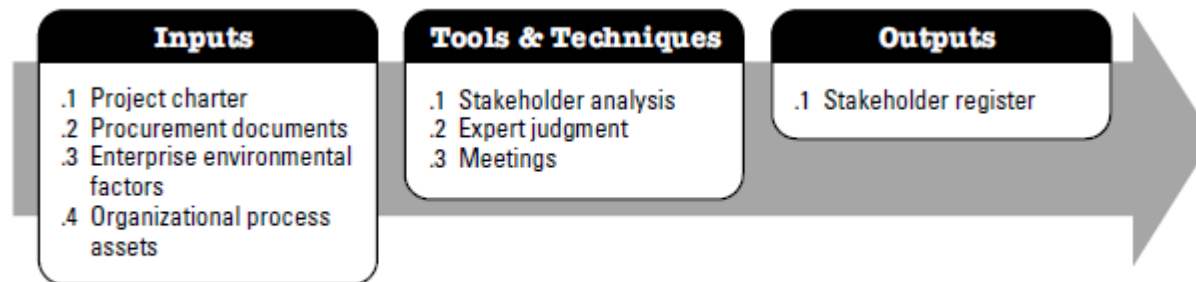 Inputs
.1 Project charter
.2 Procurement documents
.3 Enterprise environmental
factors
.4 Organizational process
assets
Tools & Techniques
.1 Stakeholder analysis
.2 Expert judgment
.3 Meetings
Outputs
.1 Stakeholder register